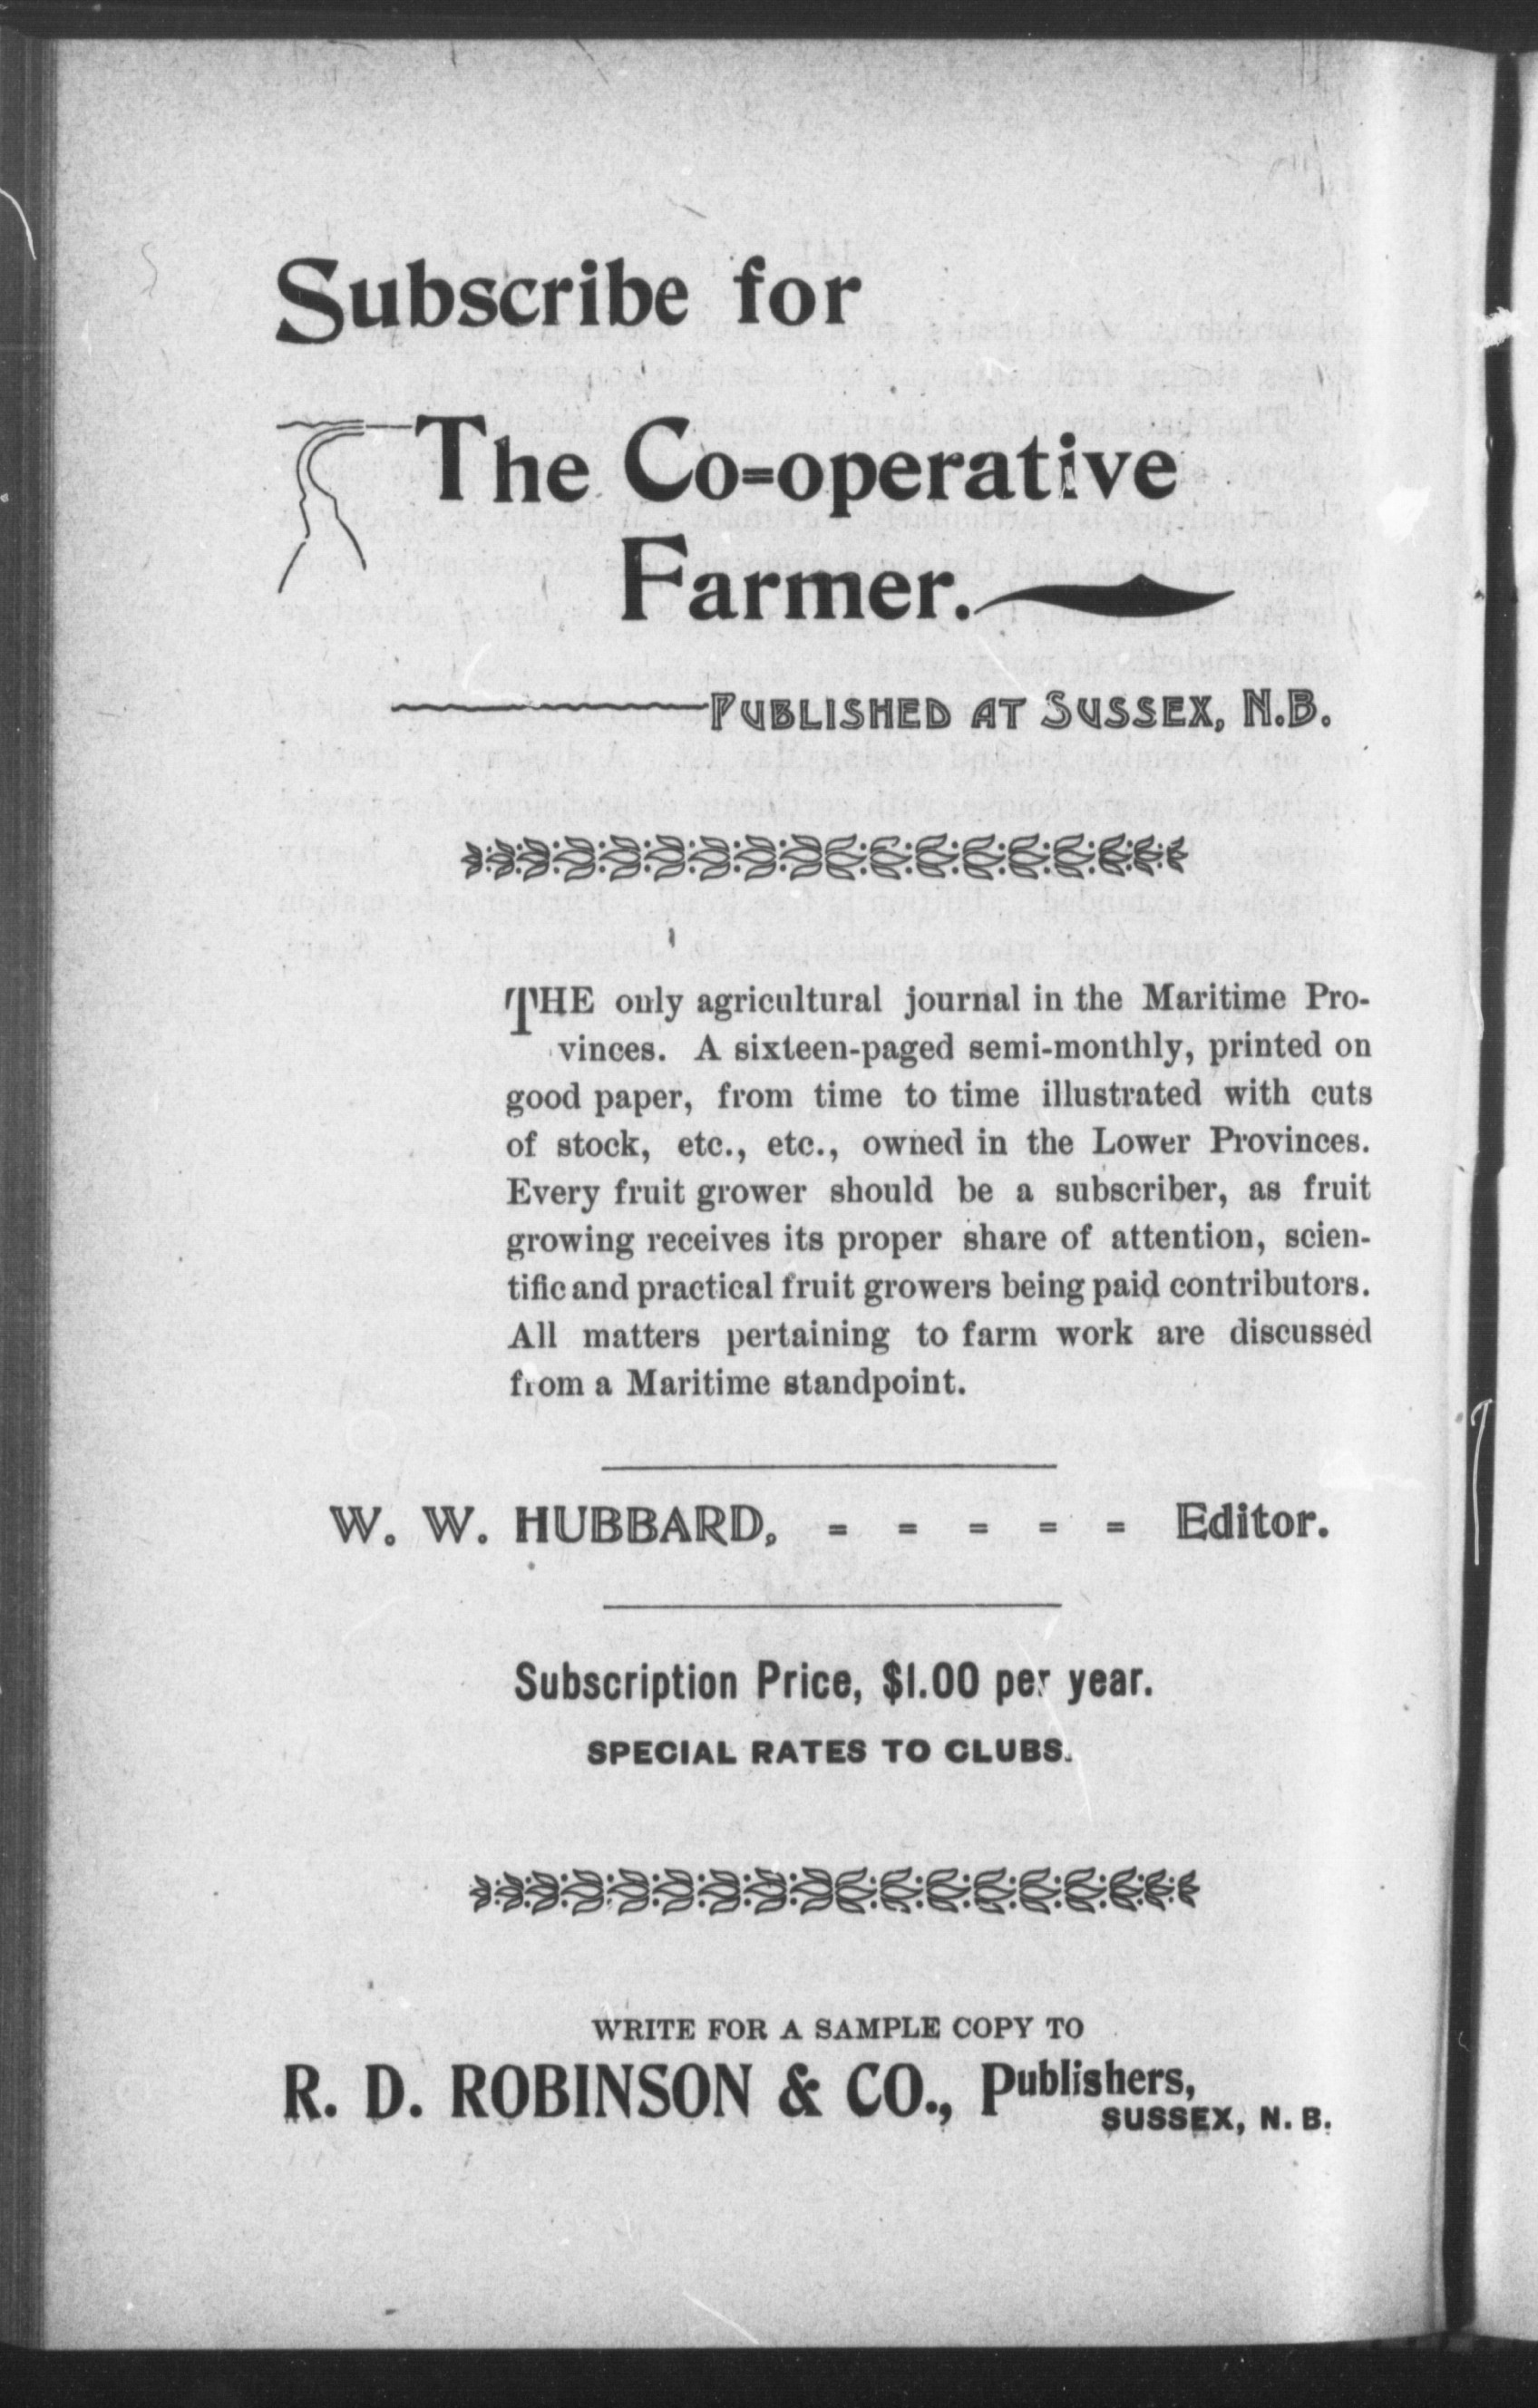 Subscribe for
The Co-operative
Farmer.
PUBLISHED AT SUSSEX, N.B.
THE only agricultural journal in the Maritime Pro-
vinces. A sixteen-paged semi-monthly, printed on
good paper, from time to time illustrated with cuts
of stock, etc., etc., owned in the Lower Provinces.
Every fruit grower should be a subscriber, as fruit
growing receives its proper share of attention, scien-
tific and practical fruit growers being paid contributors.
All matters pertaining to farm work are discussed
from a Maritime standpoint.
W. W. HUBBARD, - - - - - Editor.
Subscription Price, $1.00 per year.
SPECIAL RATES TO CLUBS.
WRITE FOR A SAMPLE COPY TO
R. D. ROBINSON & CO., Publishers,
SUSSEX, N. B.